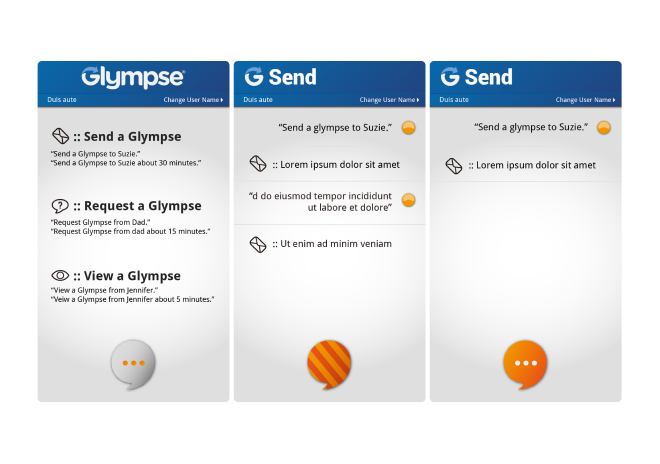 Glympse®
Duis aute
Change User Name
:: Send a Glympse
“Send a Glympse to Suzie.”
“Send a Glympse to Suzie about 30 minutes.”
:: Request a Glympse
“Request Glympse from Dad.”
“Request Glympse from dad about 15 minutes.”
:: View a Glympse
“View a Glympse from Jennifer.”
“Veiw a Glympse from Jennifer about 5 minutes.”
G Send
Duis aute
Change User Name
“Send a glympse to Suzie.”
:: Lorem ipsum dolor sit amet
“d do eiusmod tempor incididunt
ut labore et dolore”
:: Ut enim ad minim veniam
G Send
Duis aute
Change User Name
“Send a glympse to Suzie.”
:: Lorem ipsum dolor sit amet